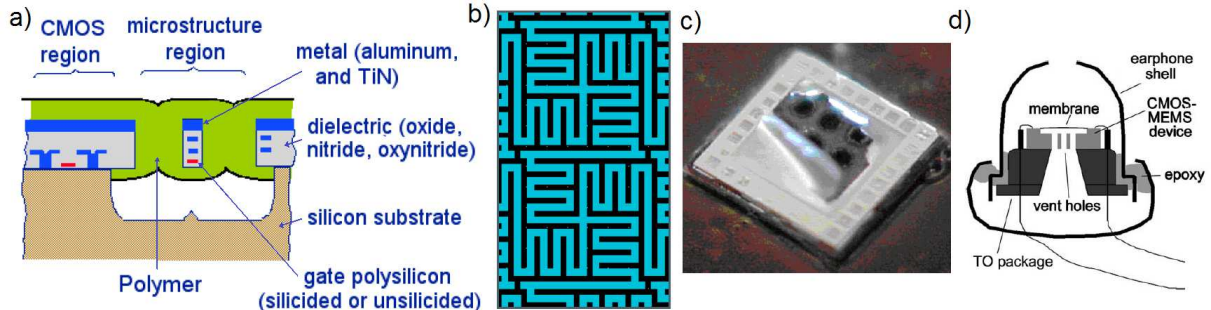 a)
CMOS
region
microstructure
region
metal (aluminum,
and TiN)
dielectric (oxide,
nitride, oxynitride)
silicon substrate
Polymer
gate polysilicon
(silicided or unsilicided)
b)
c)
d)
earphone
shell
membrane
CMOS-
MEMS
device
epoxy
vent holes
TO package